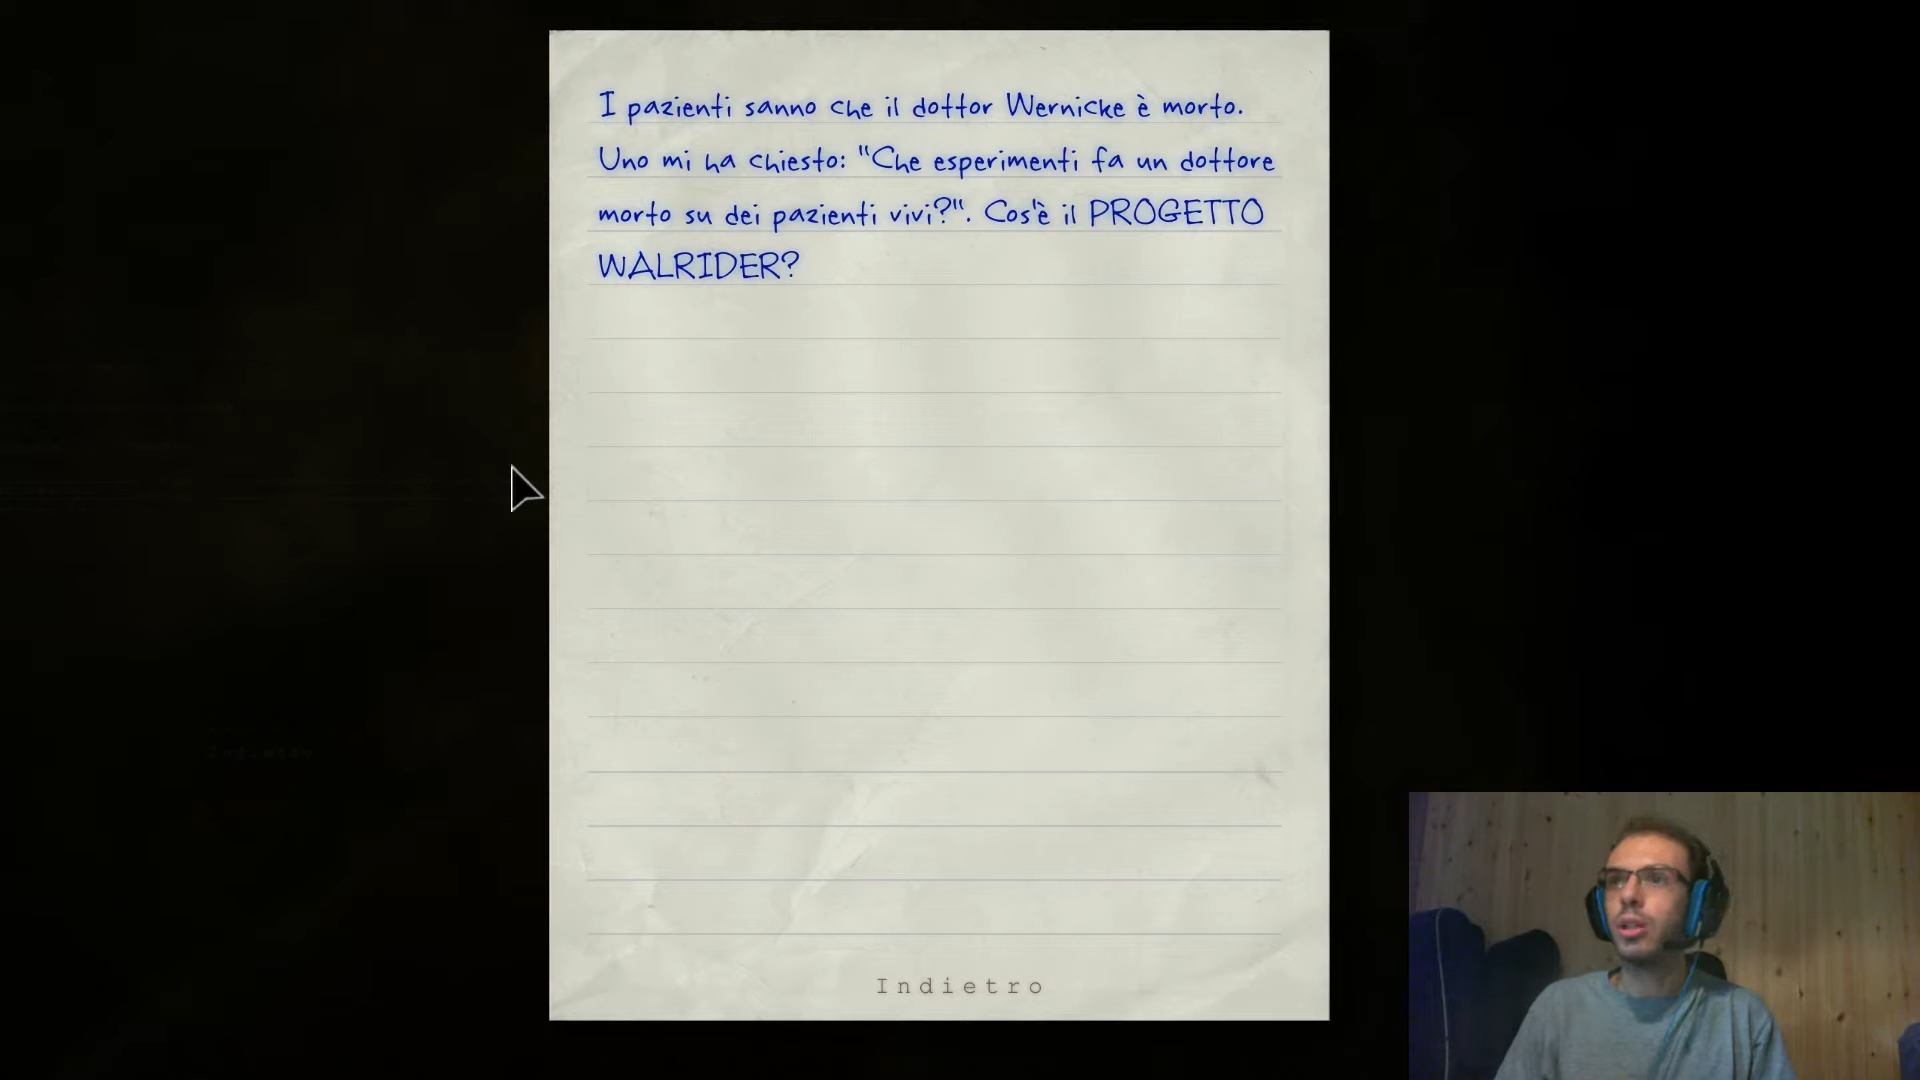 I pazienti sanno che il dottor Wernicke è morto.
Uno mi ha chiesto: "Che esperimenti fa un dottore
morto su dei pazienti vivi?". Cos'è il PROGETTO
WALRIDER?
Indietro